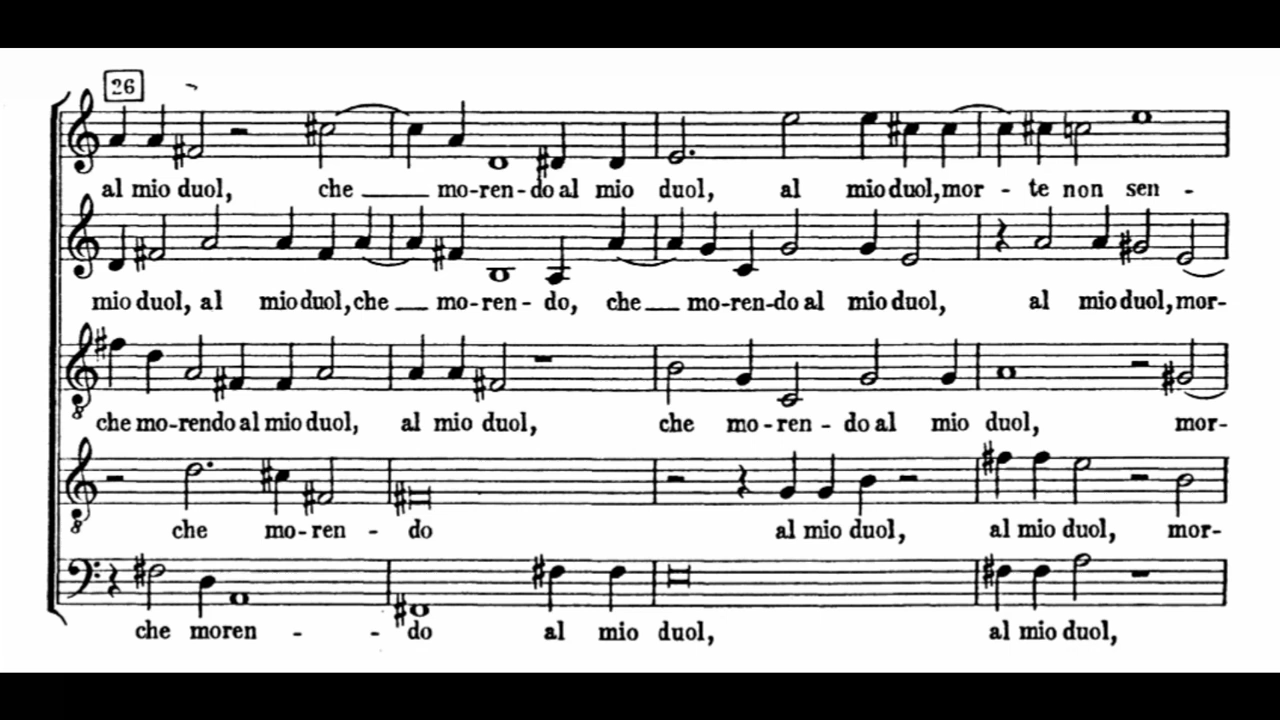 26
al mio duol, che mo-ren-do al mio duol, al mio duol, mor - te non sen -
mio duol, al mio duol, che mo-ren - do, che mo-ren-do al mio duol, al mio duol, mor-
8
che mo-rendo al mio duol, al mio duol, che mo-ren - do al mio duol, mor-
8
che mo-ren - do al mio duol, al mio duol, mor-
che moren - - do al mio duol, al mio duol,